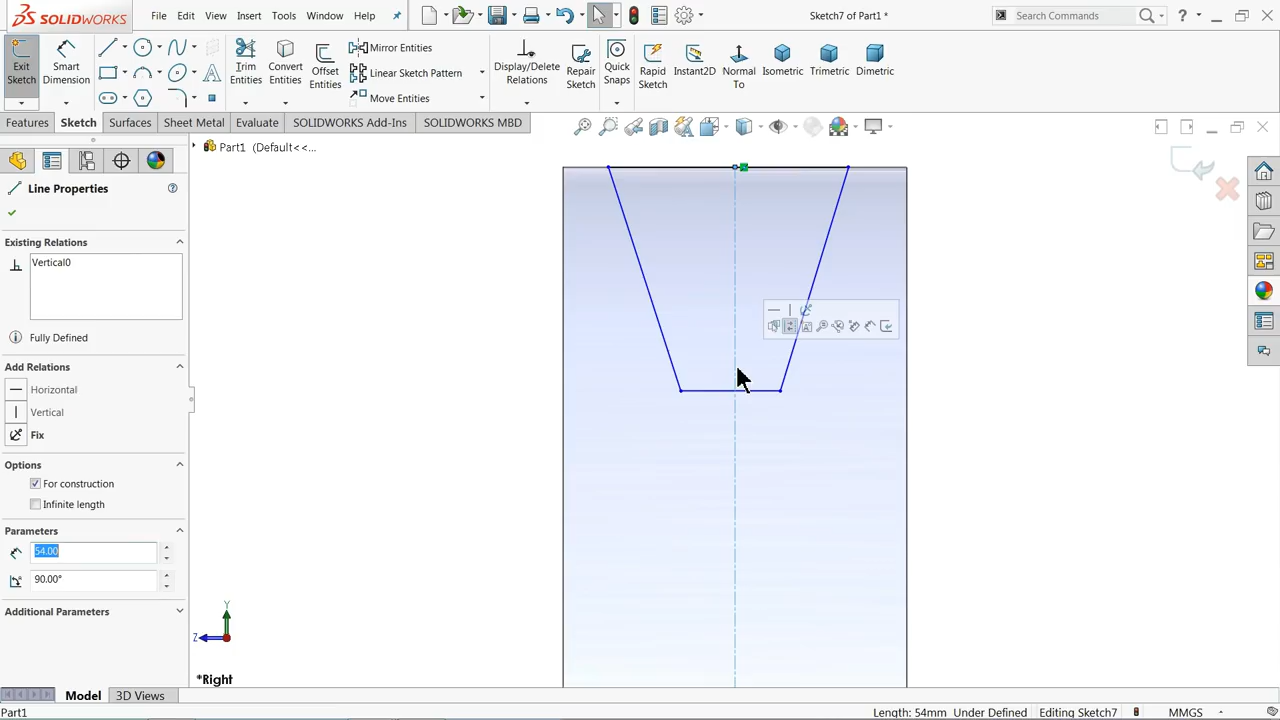 SOLIDWORKS
File Edit View Insert Tools Window Help
Sketch7 of Part1 *
Search Commands
?
Exit Sketch
Smart Dimension
Trim Entities
Convert Entities
Offset Entities
Mirror Entities
Linear Sketch Pattern
Move Entities
Display/Delete Relations
Repair Sketch
Quick Snaps
Rapid Sketch
Instant2D
Normal To
Isometric
Trimetric
Dimetric
Features Sketch Surfaces Sheet Metal Evaluate SOLIDWORKS Add-Ins SOLIDWORKS MBD
Part1 (Default<<...
Line Properties
Existing Relations
Vertical0
Fully Defined
Add Relations
Horizontal
Vertical
Fix
Options
For construction
Infinite length
Parameters
54.00
90.00°
Additional Parameters
Y
Z
*Right
Model 3D Views
Part1 Length: 54mm Under Defined Editing Sketch7 MMGS